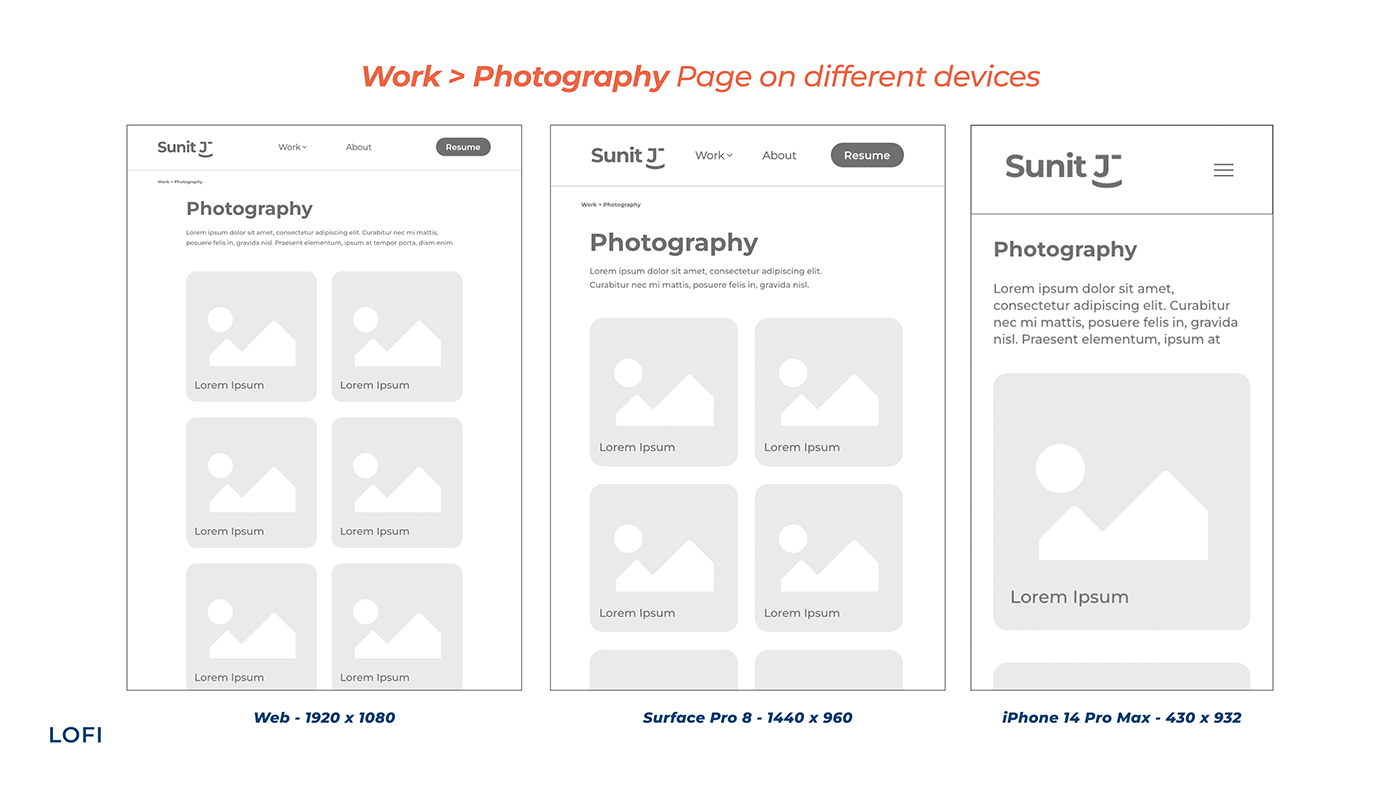 Work > Photography Page on different devices
Sunit J
Work
About
Resume
Work > Photography
Photography
Lorem ipsum dolor sit amet, consectetur adipiscing elit. Curabitur nec mi mattis,
posuere felis in, gravida nisl. Praesent elementum, ipsum at tempor porta, diam enim
Lorem Ipsum
Lorem Ipsum
Lorem Ipsum
Lorem Ipsum
Lorem Ipsum
Lorem Ipsum
Web - 1920 x 1080
Sunit J
Work
About
Resume
Work > Photography
Photography
Lorem ipsum dolor sit amet, consectetur adipiscing elit.
Curabitur nec mi mattis, posuere felis in, gravida nisl.
Lorem Ipsum
Lorem Ipsum
Lorem Ipsum
Lorem Ipsum
Surface Pro 8 - 1440 x 960
Sunit J
Photography
Lorem ipsum dolor sit amet,
consectetur adipiscing elit. Curabitur
nec mi mattis, posuere felis in, gravida
nisl. Praesent elementum, ipsum at
Lorem Ipsum
iPhone 14 Pro Max - 430 x 932
LOFI